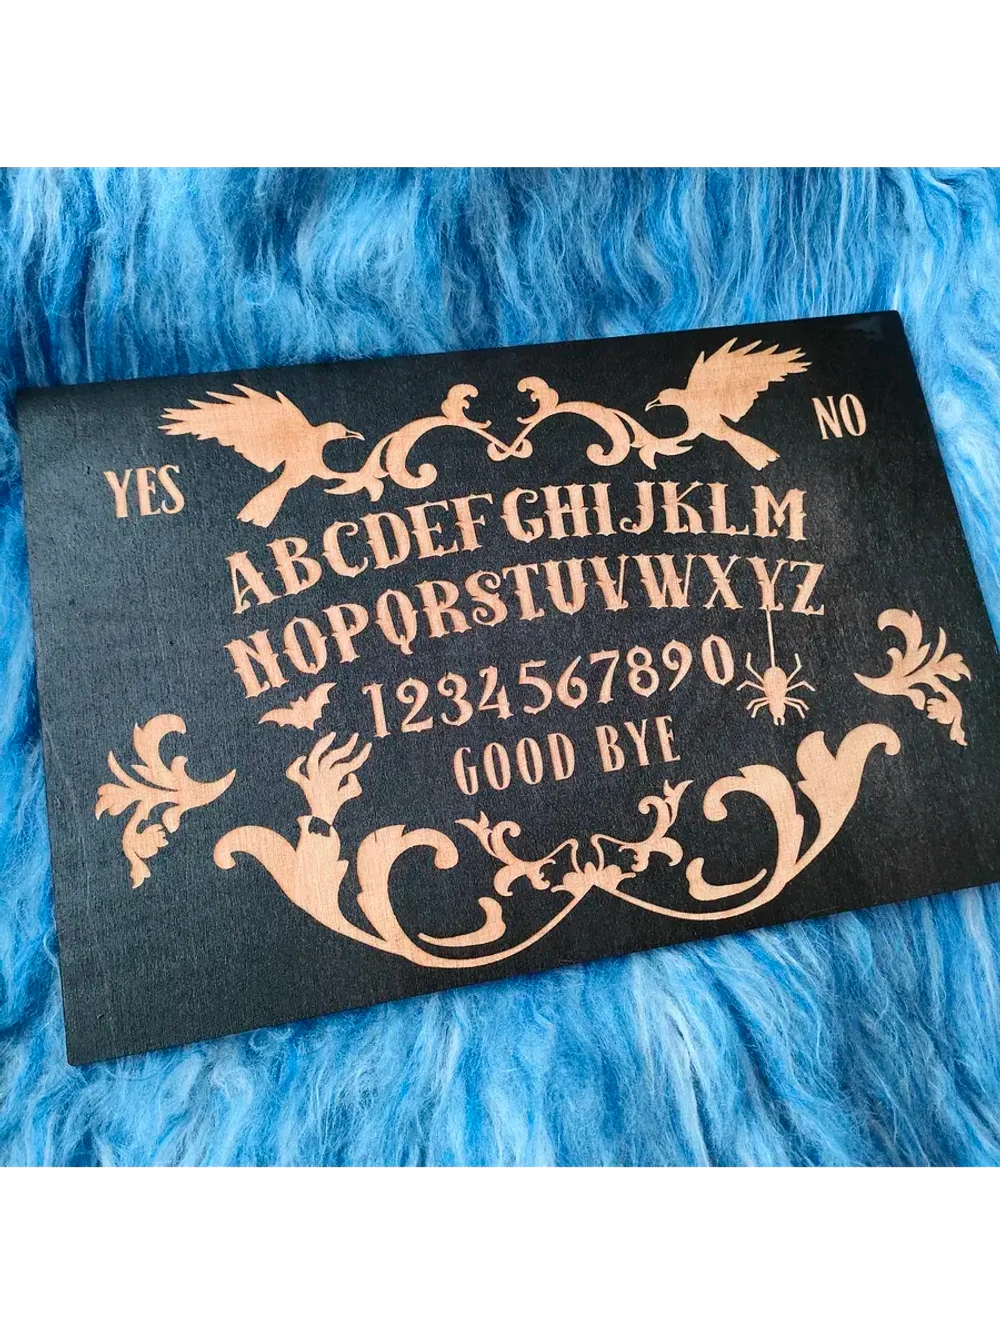 YES
NO
ABCDEFGHIJKLM
NOPQRSTUVWXYZ
1234567890
GOOD BYE